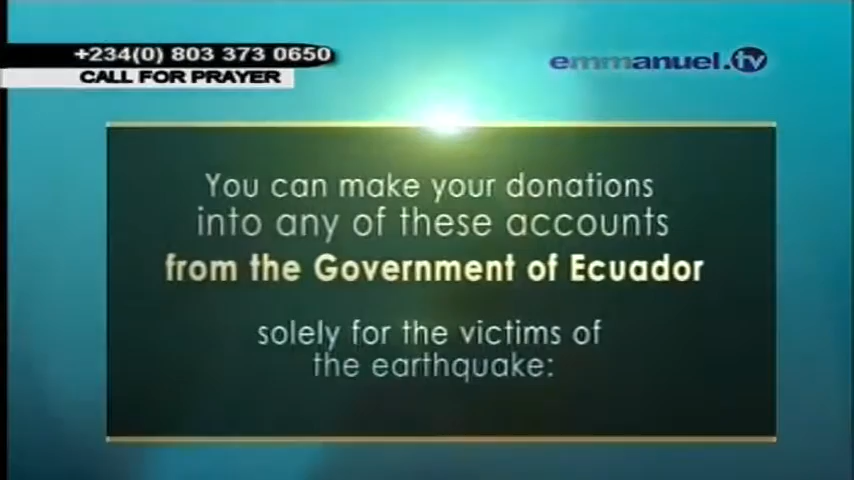 +234(0) 803 373 0650
CALL FOR PRAYER
emmanuel.tv
You can make your donations
into any of these accounts
from the Government of Ecuador
solely for the victims of
the earthquake: